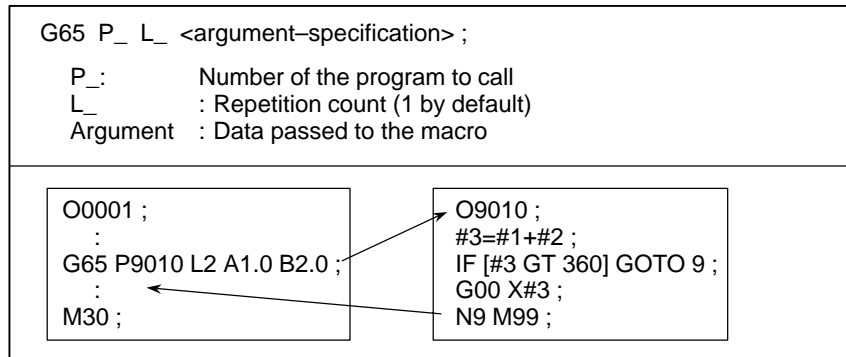 G65 P_ L_ <argument–specification> ;
P_: Number of the program to call
L_ : Repetition count (1 by default)
Argument : Data passed to the macro
O0001 ;
:
G65 P9010 L2 A1.0 B2.0 ;
:
M30 ;
O9010 ;
#3=#1+#2 ;
IF [#3 GT 360] GOTO 9 ;
G00 X#3 ;
N9 M99 ;